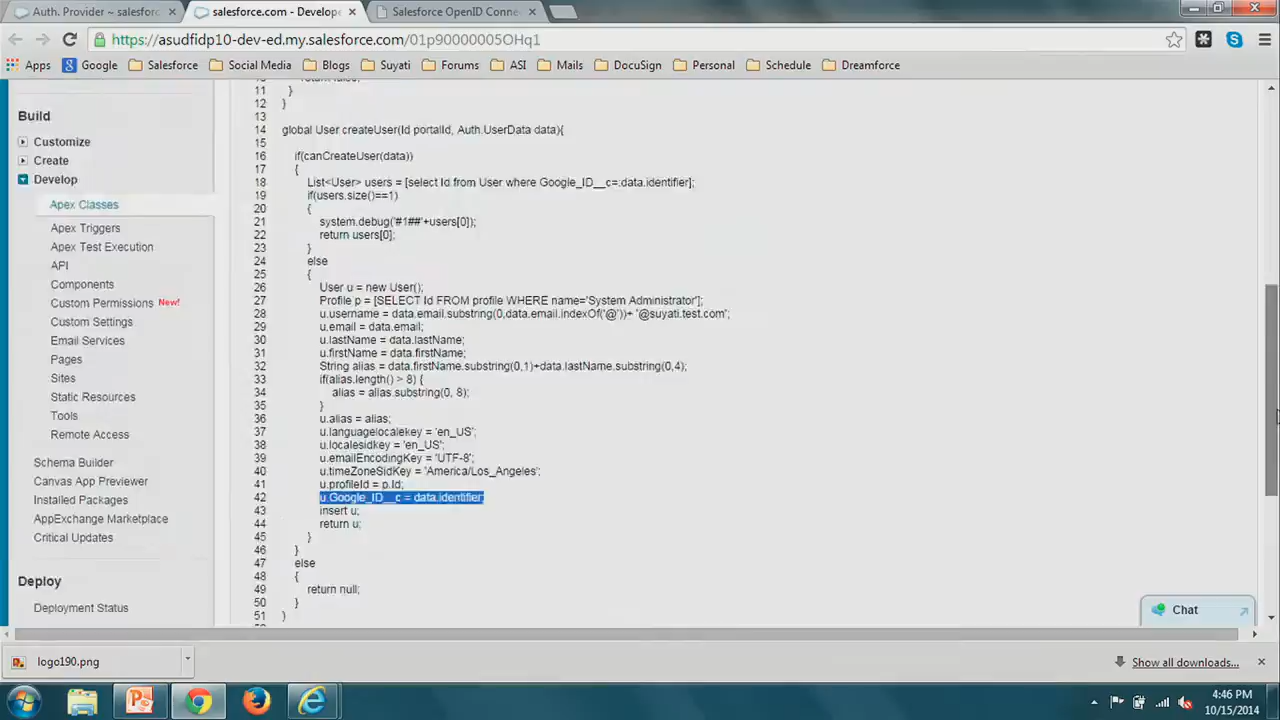 Auth. Provider ~ salesforc
salesforce.com - Develope
Salesforce OpenID Conne
https://asudfidp10-dev-ed.my.salesforce.com/01p90000005OHq1
Apps Google Salesforce Social Media Blogs Suyati Forums ASI Mails DocuSign Personal Schedule Dreamforce
Build
Customize
Create
Develop
Apex Classes
Apex Triggers
Apex Test Execution
API
Components
Custom Permissions New!
Custom Settings
Email Services
Pages
Sites
Static Resources
Tools
Remote Access
Schema Builder
Canvas App Previewer
Installed Packages
AppExchange Marketplace
Critical Updates
Deploy
Deployment Status
11 }
12 }
13
14 global User createUser(Id portalId, Auth.UserData data){
15
16 if(canCreateUser(data))
17 {
18 List<User> users = [select Id from User where Google_ID__c=:data.identifier];
19 if(users.size()==1)
20 {
21 system.debug('#1##'+users[0]);
22 return users[0];
23 }
24 else
25 {
26 User u = new User();
27 Profile p = [SELECT Id FROM profile WHERE name='System Administrator'];
28 u.username = data.email.substring(0,data.email.indexOf('@'))+ '@suyati.test.com';
29 u.email = data.email;
30 u.lastName = data.lastName;
31 u.firstName = data.firstName;
32 String alias = data.firstName.substring(0,1)+data.lastName.substring(0,4);
33 if(alias.length() > 8) {
34 alias = alias.substring(0, 8);
35 }
36 u.alias = alias;
37 u.languagelocalekey = 'en_US';
38 u.localesidkey = 'en_US';
39 u.emailEncodingKey = 'UTF-8';
40 u.timeZoneSidKey = 'America/Los_Angeles';
41 u.profileId = p.Id;
42 u.Google_ID__c = data.identifier;
43 insert u;
44 return u;
45 }
46 }
47 else
48 {
49 return null;
50 }
51 }
Chat
logo190.png
Show all downloads...
4:46 PM
10/15/2014